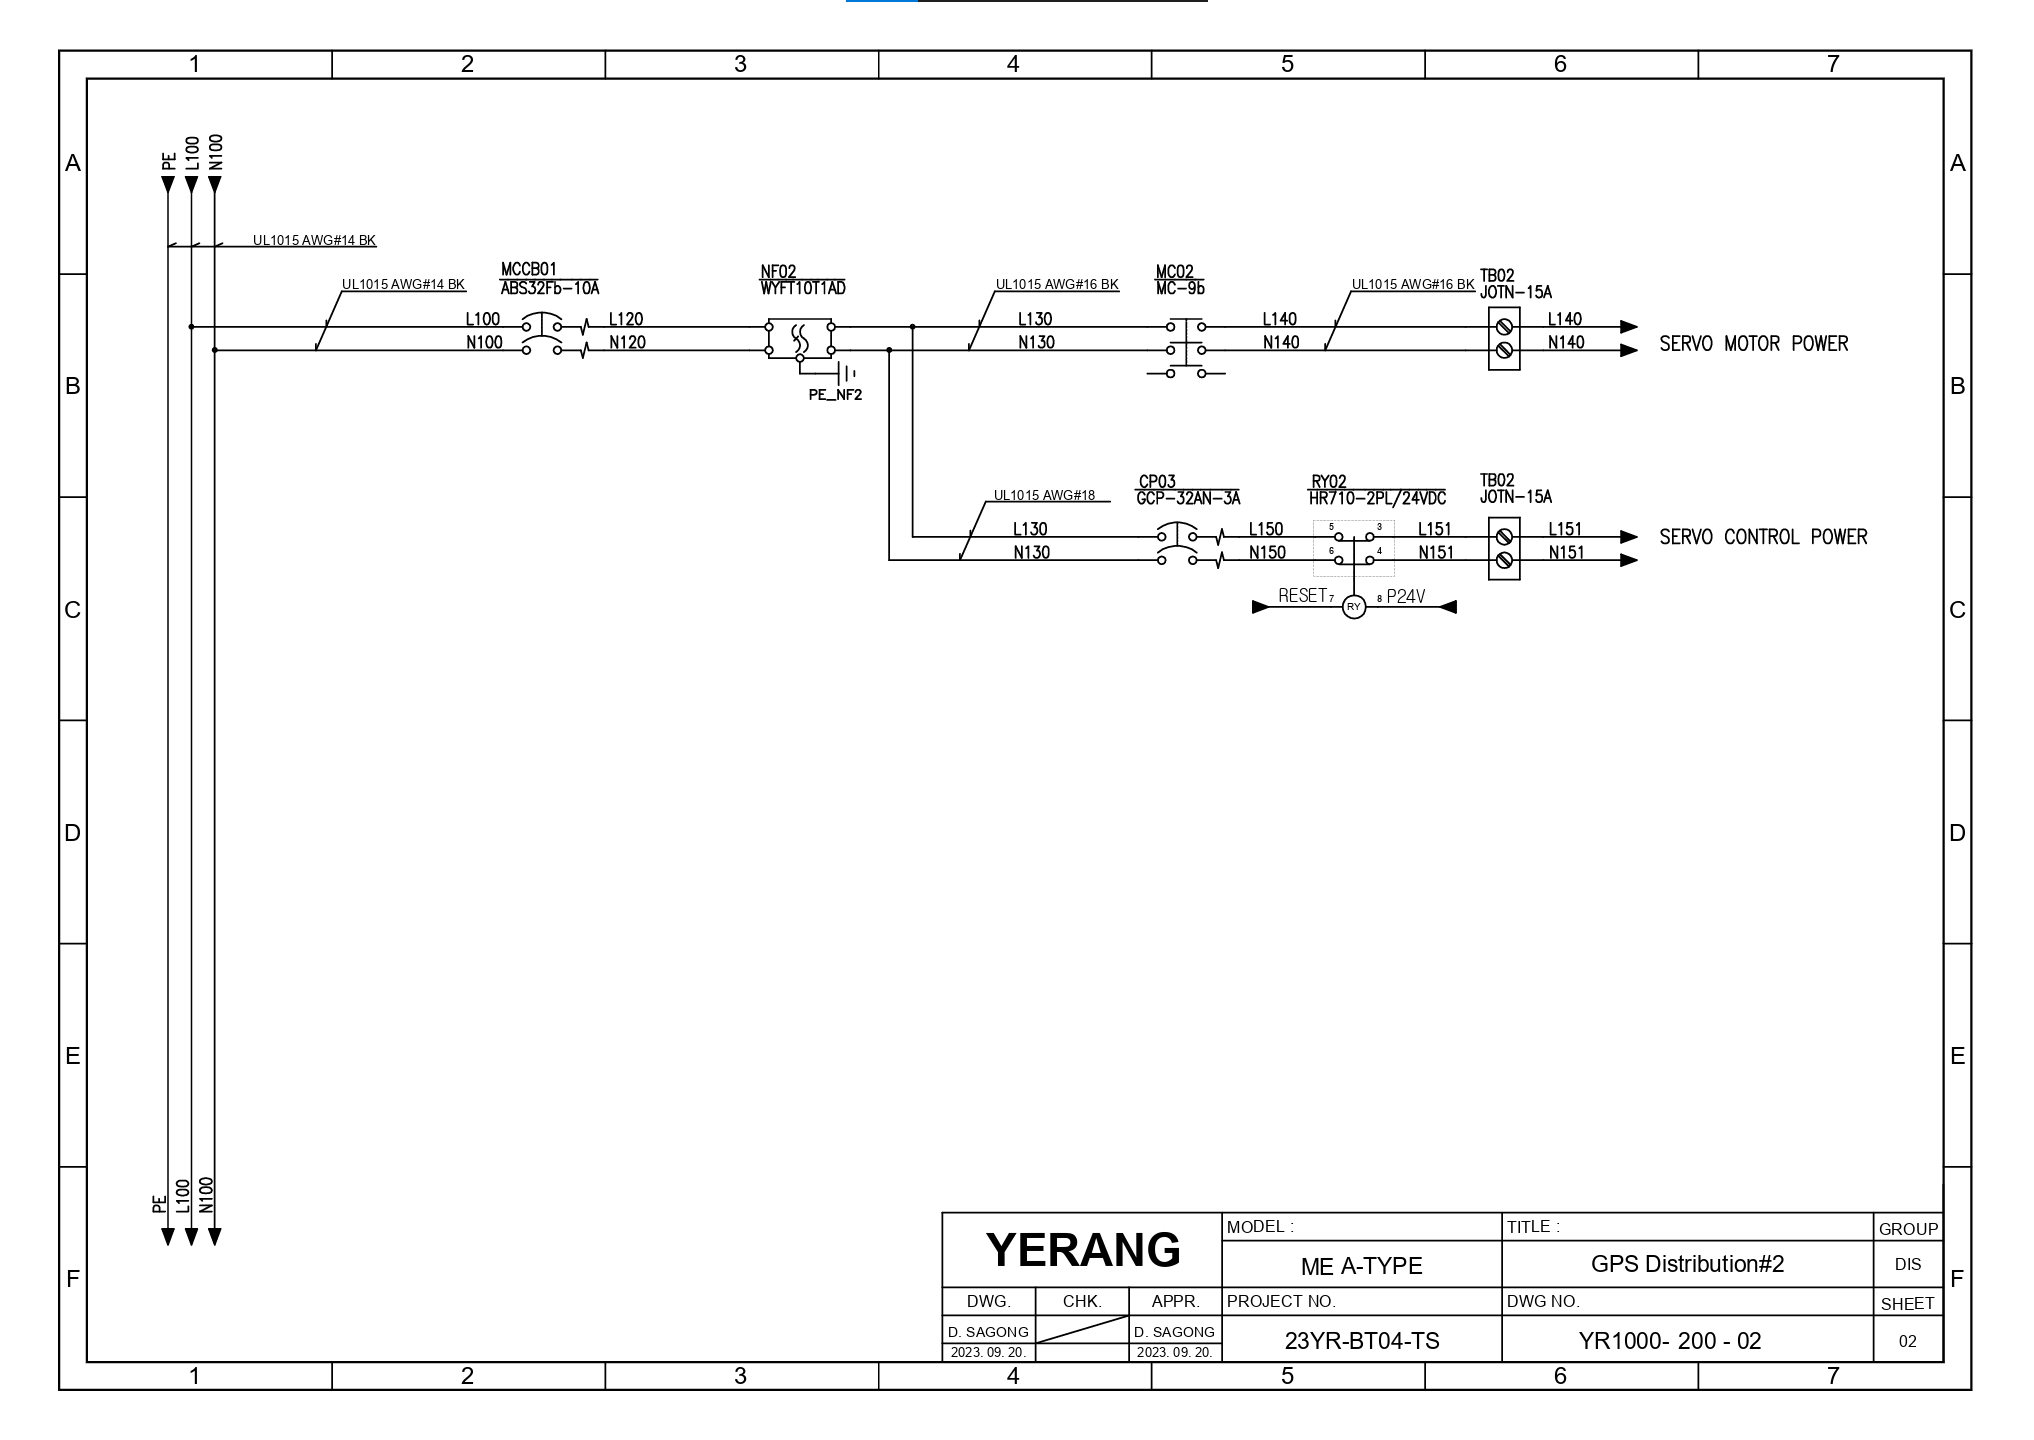 1 2 3 4 5 6 7
A A
PE L100 N100
UL1015 AWG#14 BK
MCCB01
ABS32Fb-10A
NF02
WYFT10T1AD
MC02
MC-9b
TB02
JOTN-15A
UL1015 AWG#14 BK
UL1015 AWG#16 BK
UL1015 AWG#16 BK
L100 L120 L130 L140 L140
N100 N120 N130 N140 N140
SERVO MOTOR POWER
PE_NF2
B B
CP03
GCP-32AN-3A
RY02
HR710-2PL/24VDC
TB02
JOTN-15A
UL1015 AWG#18
L130 L150 5 3 L151 L151
N130 N150 6 4 N151 N151
SERVO CONTROL POWER
RESET 7 RY 8 P24V
C C
D D
E E
PE L100 N100
F F
YERANG
MODEL :
ME A-TYPE
TITLE :
GPS Distribution#2
GROUP
DIS
DWG. CHK. APPR.
D. SAGONG D. SAGONG
2023. 09. 20. 2023. 09. 20.
PROJECT NO.
23YR-BT04-TS
DWG NO.
YR1000- 200 - 02
SHEET
02
1 2 3 4 5 6 7